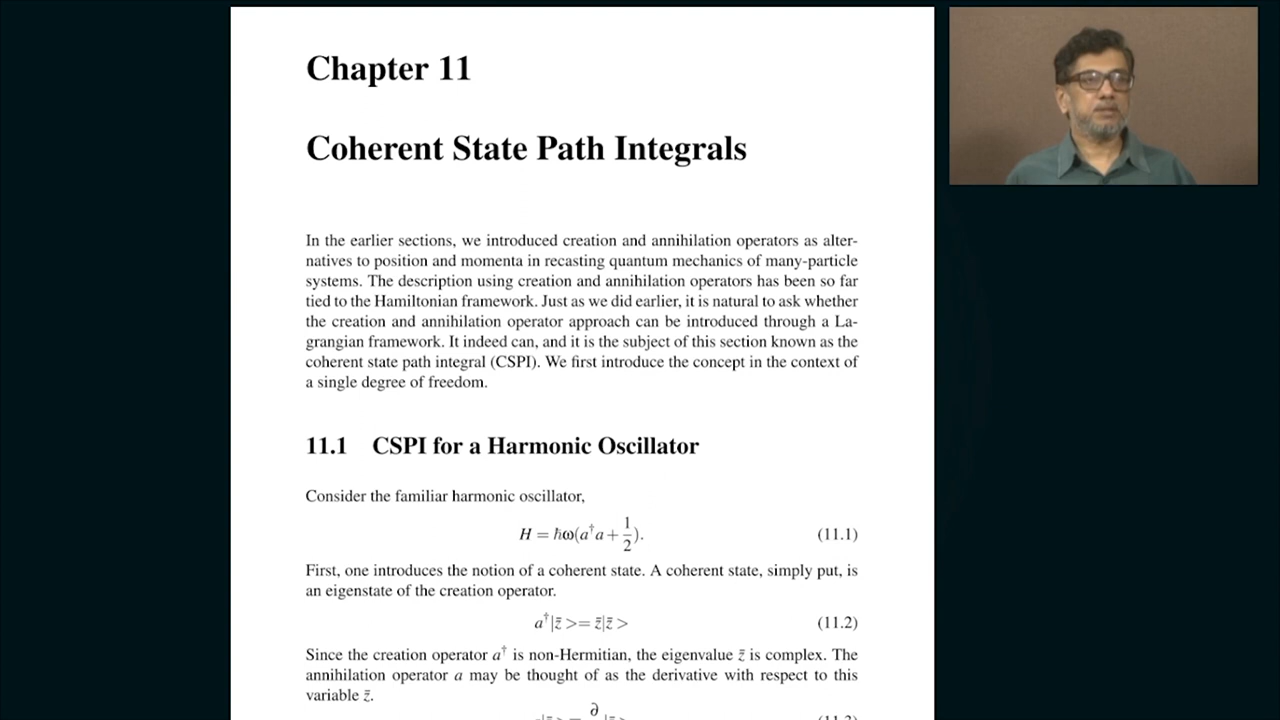 Chapter 11
Coherent State Path Integrals
In the earlier sections, we introduced creation and annihilation operators as alter-
natives to position and momenta in recasting quantum mechanics of many-particle
systems. The description using creation and annihilation operators has been so far
tied to the Hamiltonian framework. Just as we did earlier, it is natural to ask whether
the creation and annihilation operator approach can be introduced through a La-
grangian framework. It indeed can, and it is the subject of this section known as the
coherent state path integral (CSPI). We first introduce the concept in the context of
a single degree of freedom.
11.1 CSPI for a Harmonic Oscillator
Consider the familiar harmonic oscillator,
H = ħω(a†a + 1/2). (11.1)
First, one introduces the notion of a coherent state. A coherent state, simply put, is
an eigenstate of the creation operator.
a†|z̄ >= z̄|z̄ > (11.2)
Since the creation operator a† is non-Hermitian, the eigenvalue z̄ is complex. The
annihilation operator a may be thought of as the derivative with respect to this
variable z̄.